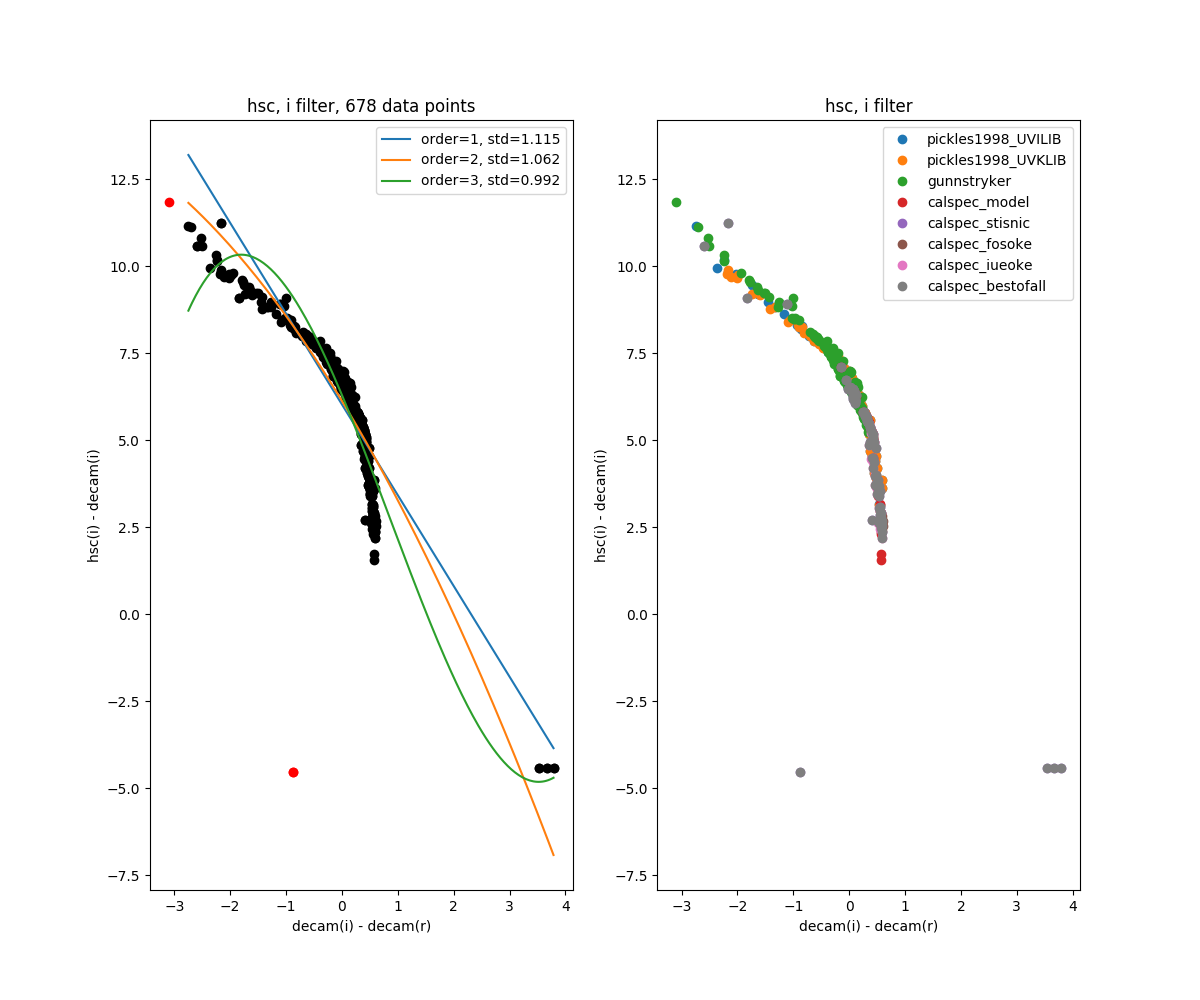 hsc, i filter, 678 data points
order=1, std=1.115
order=2, std=1.062
order=3, std=0.992
12.5
10.0
7.5
5.0
2.5
0.0
−2.5
−5.0
−7.5
hsc(i) - decam(i)
−3 −2 −1 0 1 2 3 4
decam(i) - decam(r)
hsc, i filter
pickles1998_UVILIB
pickles1998_UVKLIB
gunnstryker
calspec_model
calspec_stisnic
calspec_fosoke
calspec_iueoke
calspec_bestofall
12.5
10.0
7.5
5.0
2.5
0.0
−2.5
−5.0
−7.5
hsc(i) - decam(i)
−3 −2 −1 0 1 2 3 4
decam(i) - decam(r)